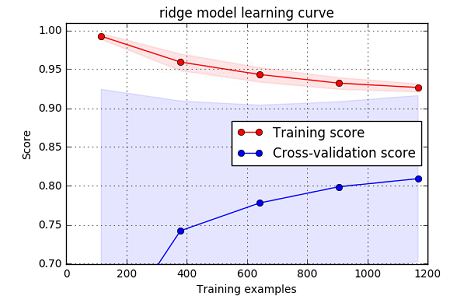 ridge model learning curve
1.00
0.95
0.90
0.85
0.80
0.75
0.70
Score
Training score
Cross-validation score
0
200
400
600
800
1000
1200
Training examples